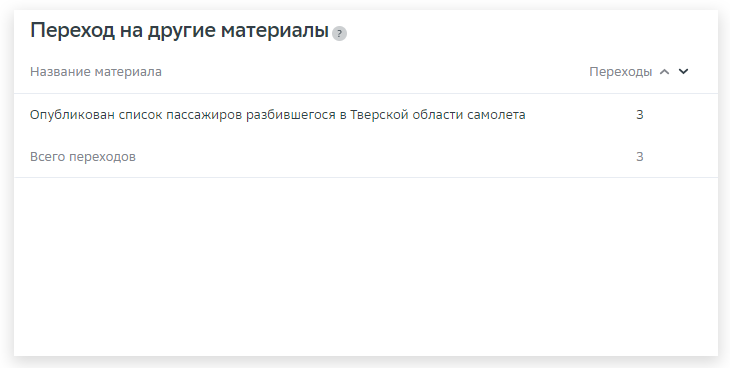 Переход на другие материалы ?
Название материала Переходы
Опубликован список пассажиров разбившегося в Тверской области самолета 3
Всего переходов 3